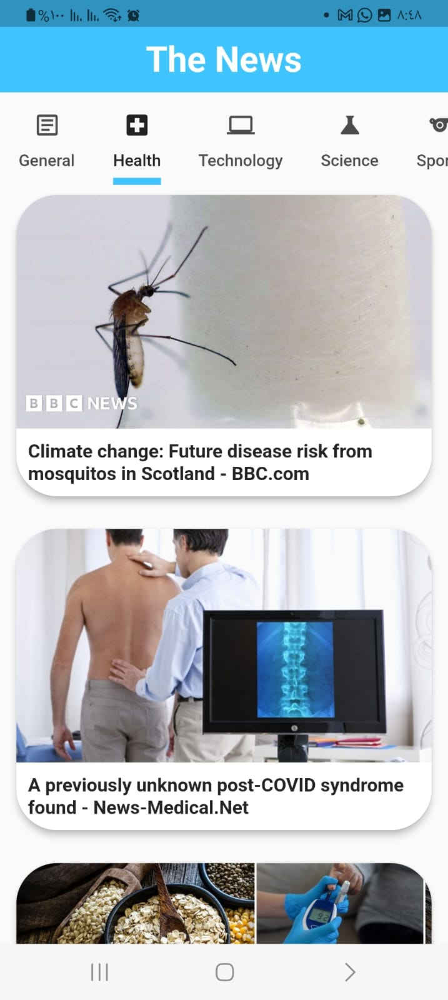 %١٠٠ ٨:٤٨
The News
General Health Technology Science Spor
BBC NEWS
Climate change: Future disease risk from
mosquitos in Scotland - BBC.com
A previously unknown post-COVID syndrome
found - News-Medical.Net
92